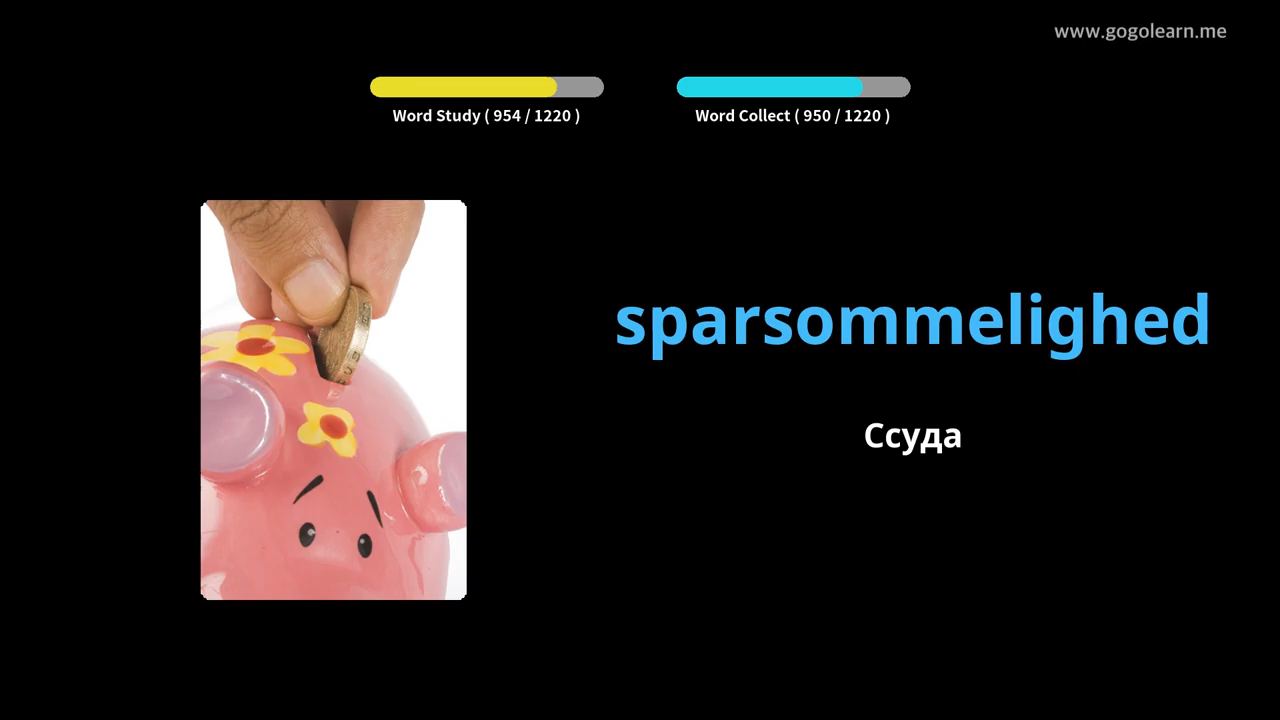 www.gogolearn.me
Word Study ( 954 / 1220 )
Word Collect ( 950 / 1220 )
sparsommelighed
Ссуда